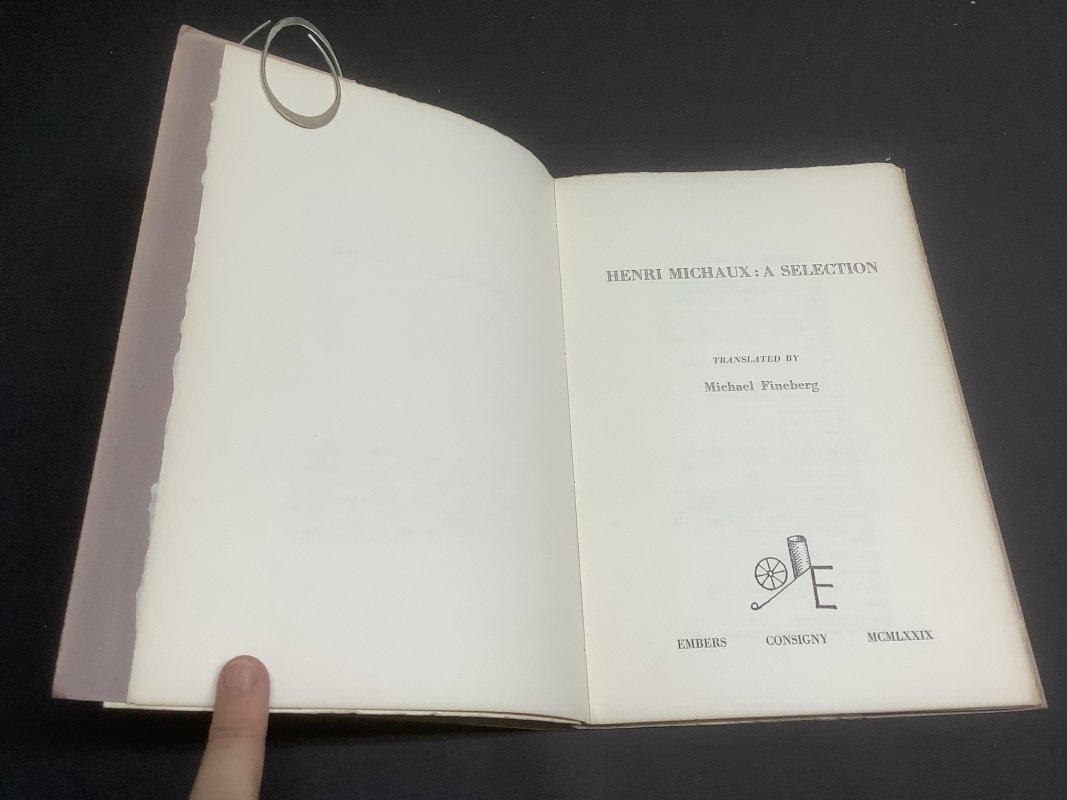 HENRI MICHAUX : A SELECTION
TRANSLATED BY
Michael Fineberg
E
EMBERS CONSIGNY MCMLXXIX